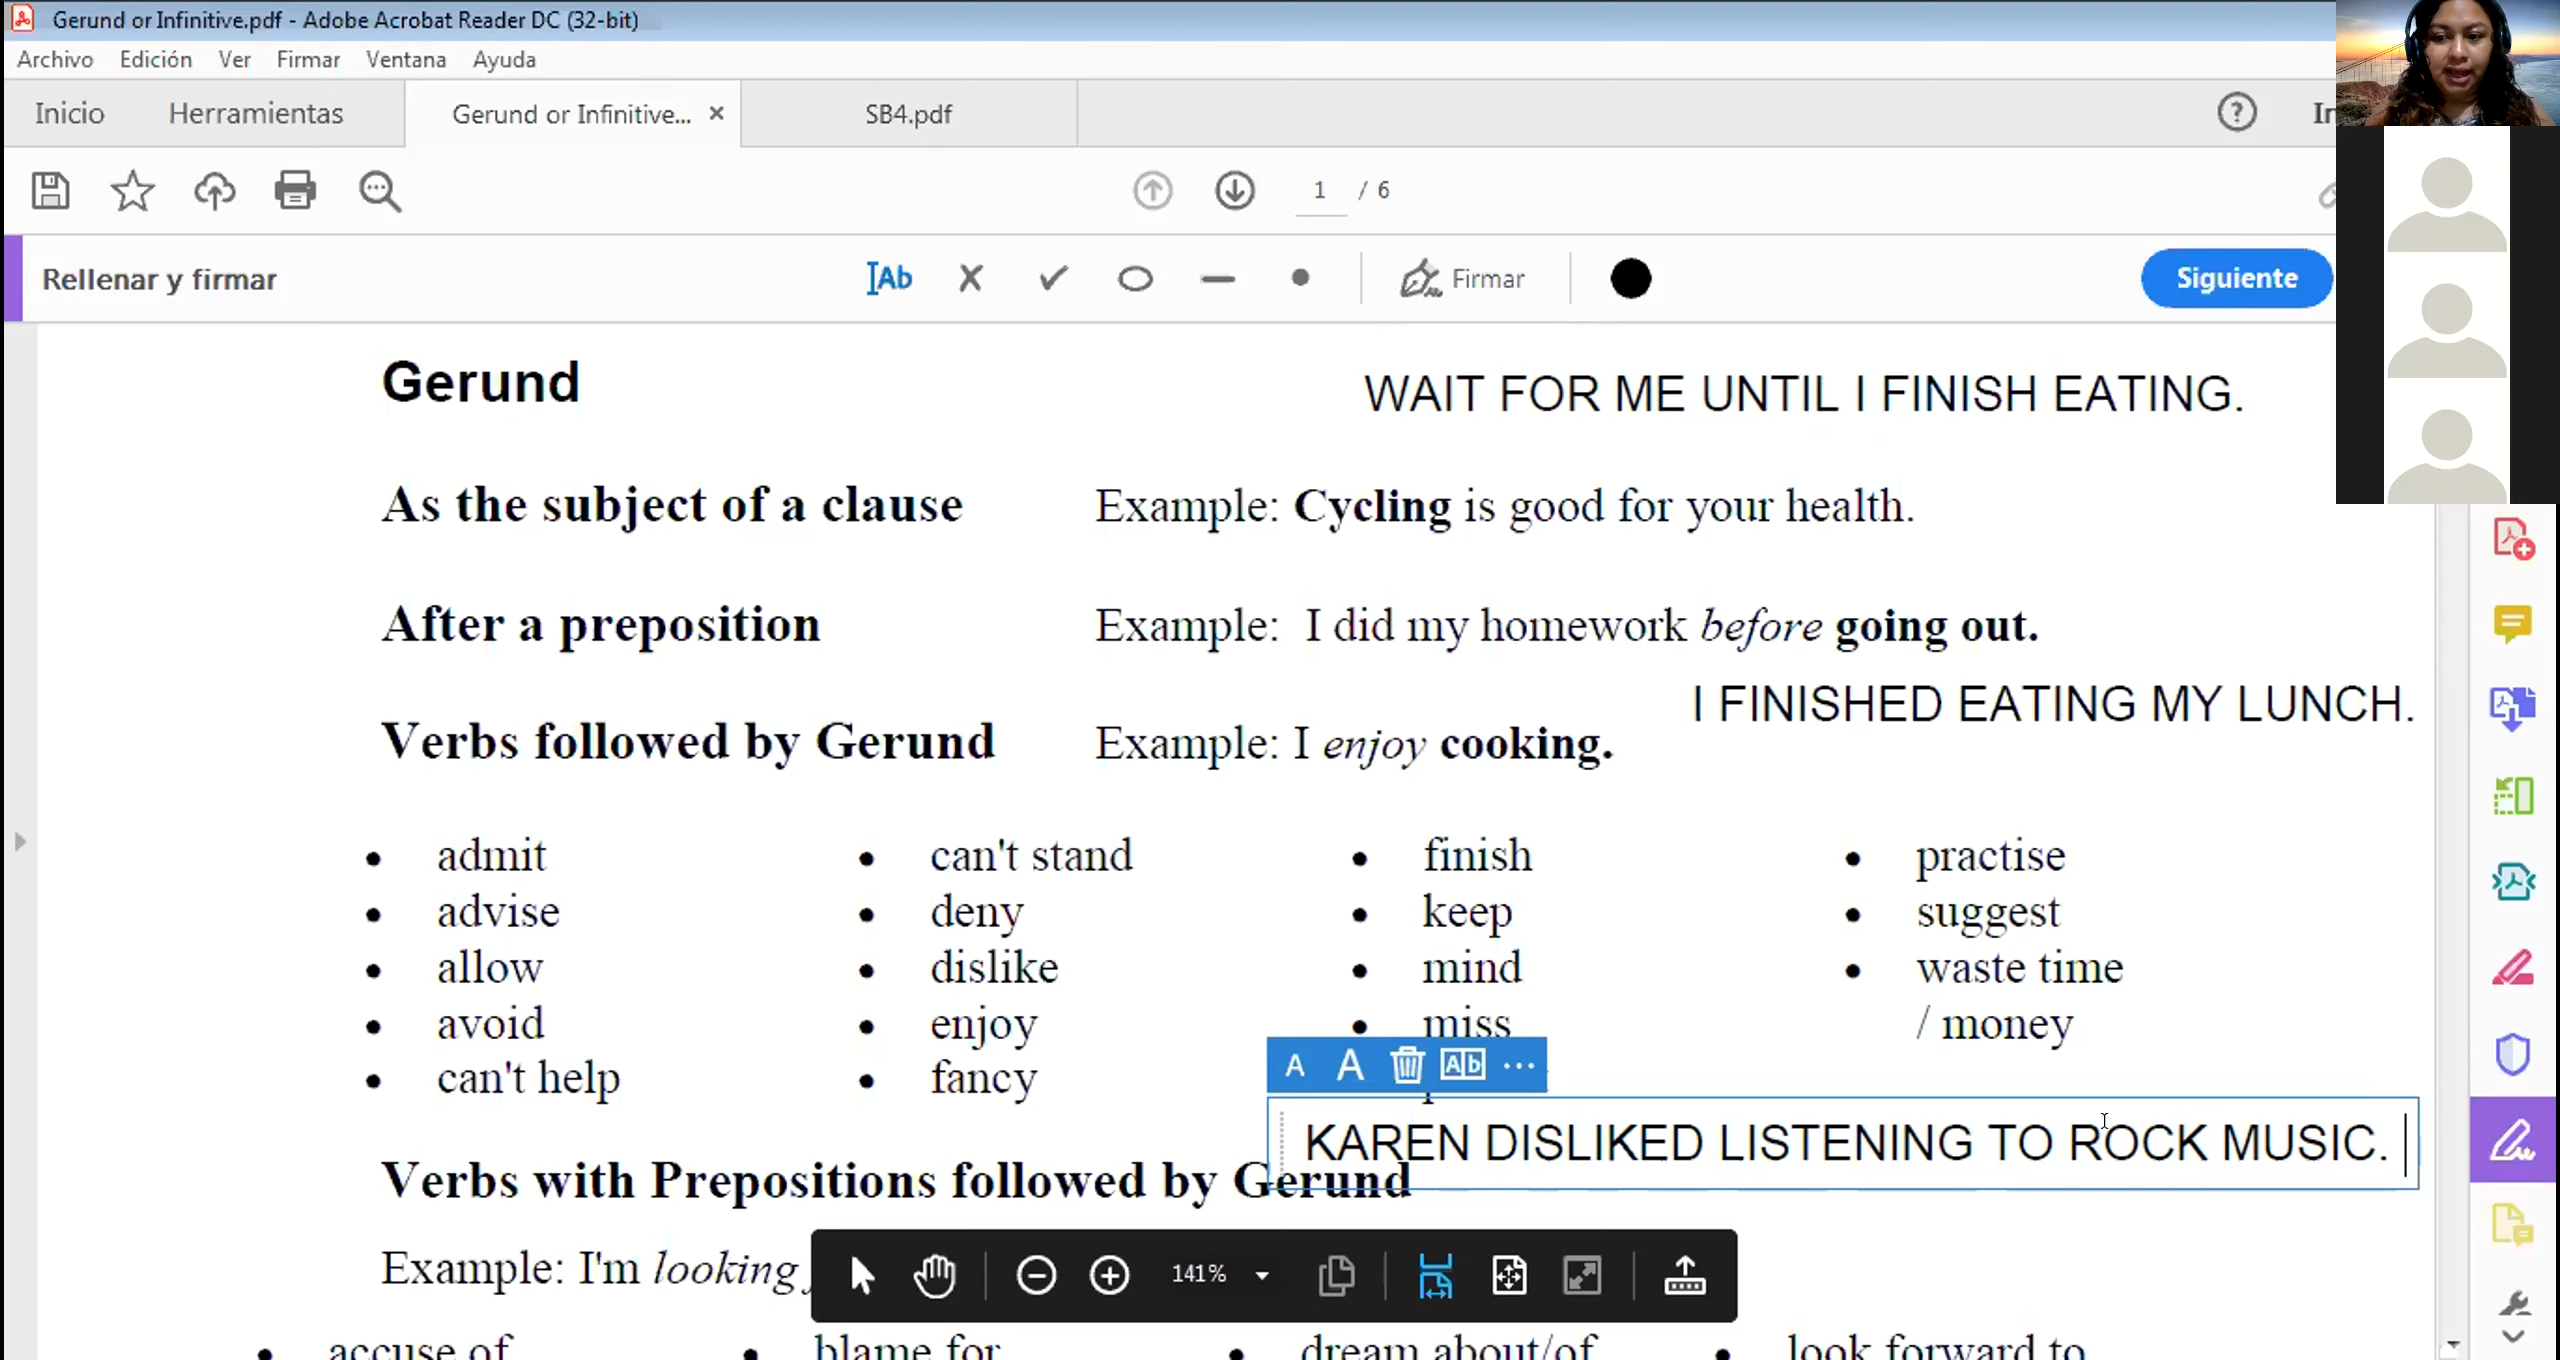 Gerund or Infinitive.pdf - Adobe Acrobat Reader DC (32-bit)
Archivo Edición Ver Firmar Ventana Ayuda
Inicio Herramientas Gerund or Infinitive... × SB4.pdf
1 / 6
Rellenar y firmar Ab Firmar Siguiente
Gerund WAIT FOR ME UNTIL I FINISH EATING.
As the subject of a clause Example: Cycling is good for your health.
After a preposition Example: I did my homework before going out.
I FINISHED EATING MY LUNCH.
Verbs followed by Gerund Example: I enjoy cooking.
• admit • can't stand • finish • practise
• advise • deny • keep • suggest
• allow • dislike • mind • waste time
• avoid • enjoy • miss / money
• can't help • fancy
A A Ab ...
KAREN DISLIKED LISTENING TO ROCK MUSIC.
Verbs with Prepositions followed by Gerund
Example: I'm looking
141%
• accuse of • blame for • dream about/of • look forward to